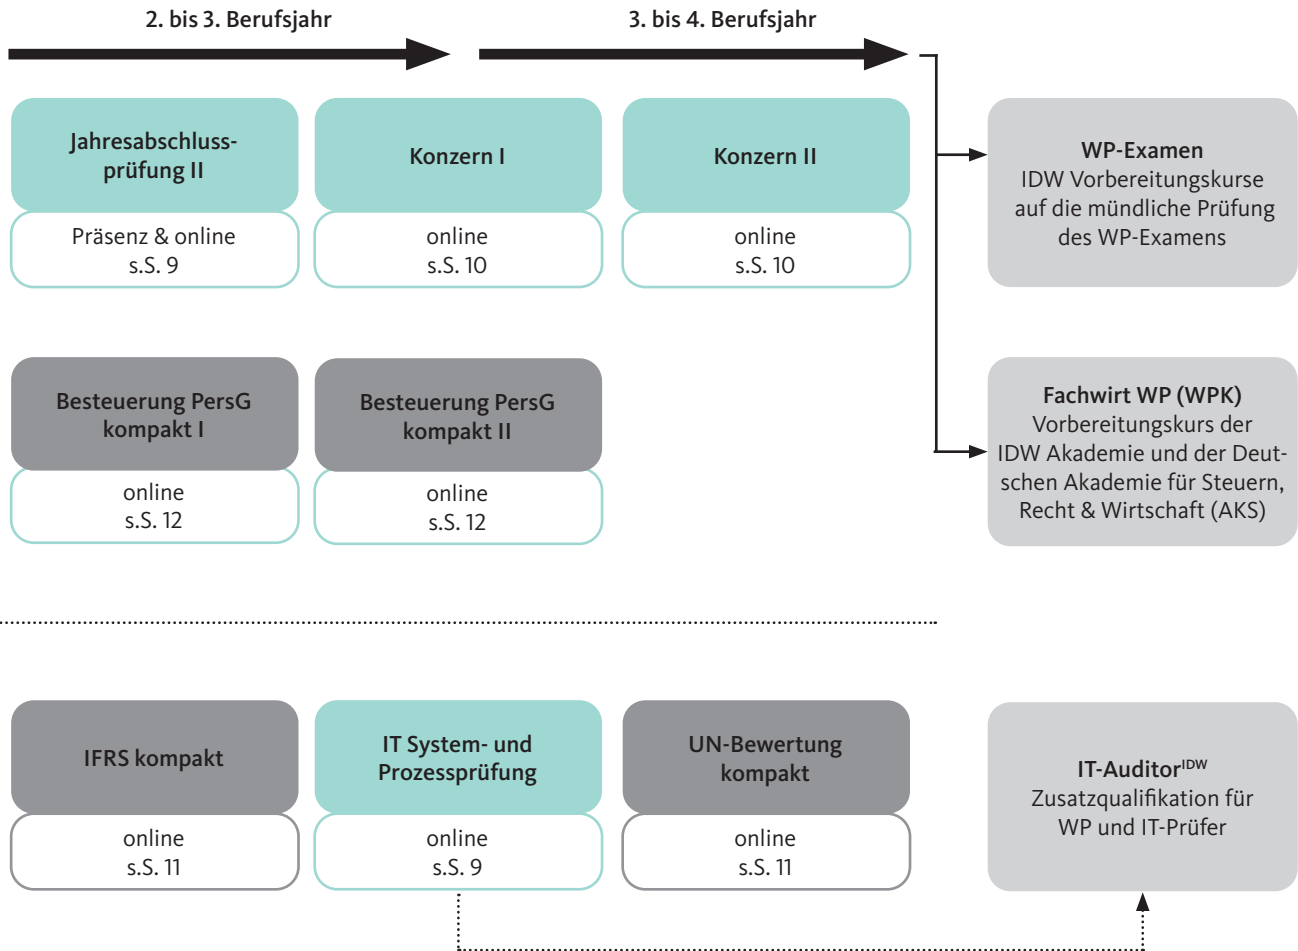 2. bis 3. Berufsjahr
3. bis 4. Berufsjahr
Jahresabschluss-
prüfung II
Präsenz & online
s.S. 9
Konzern I
online
s.S. 10
Konzern II
online
s.S. 10
WP-Examen
IDW Vorbereitungskurse
auf die mündliche Prüfung
des WP-Examens
Besteuerung PersG
kompakt I
online
s.S. 12
Besteuerung PersG
kompakt II
online
s.S. 12
Fachwirt WP (WPK)
Vorbereitungskurs der
IDW Akademie und der Deut-
schen Akademie für Steuern,
Recht & Wirtschaft (AKS)
IFRS kompakt
online
s.S. 11
IT System- und
Prozessprüfung
online
s.S. 9
UN-Bewertung
kompakt
online
s.S. 11
IT-Auditor^IDW
Zusatzqualifikation für
WP und IT-Prüfer